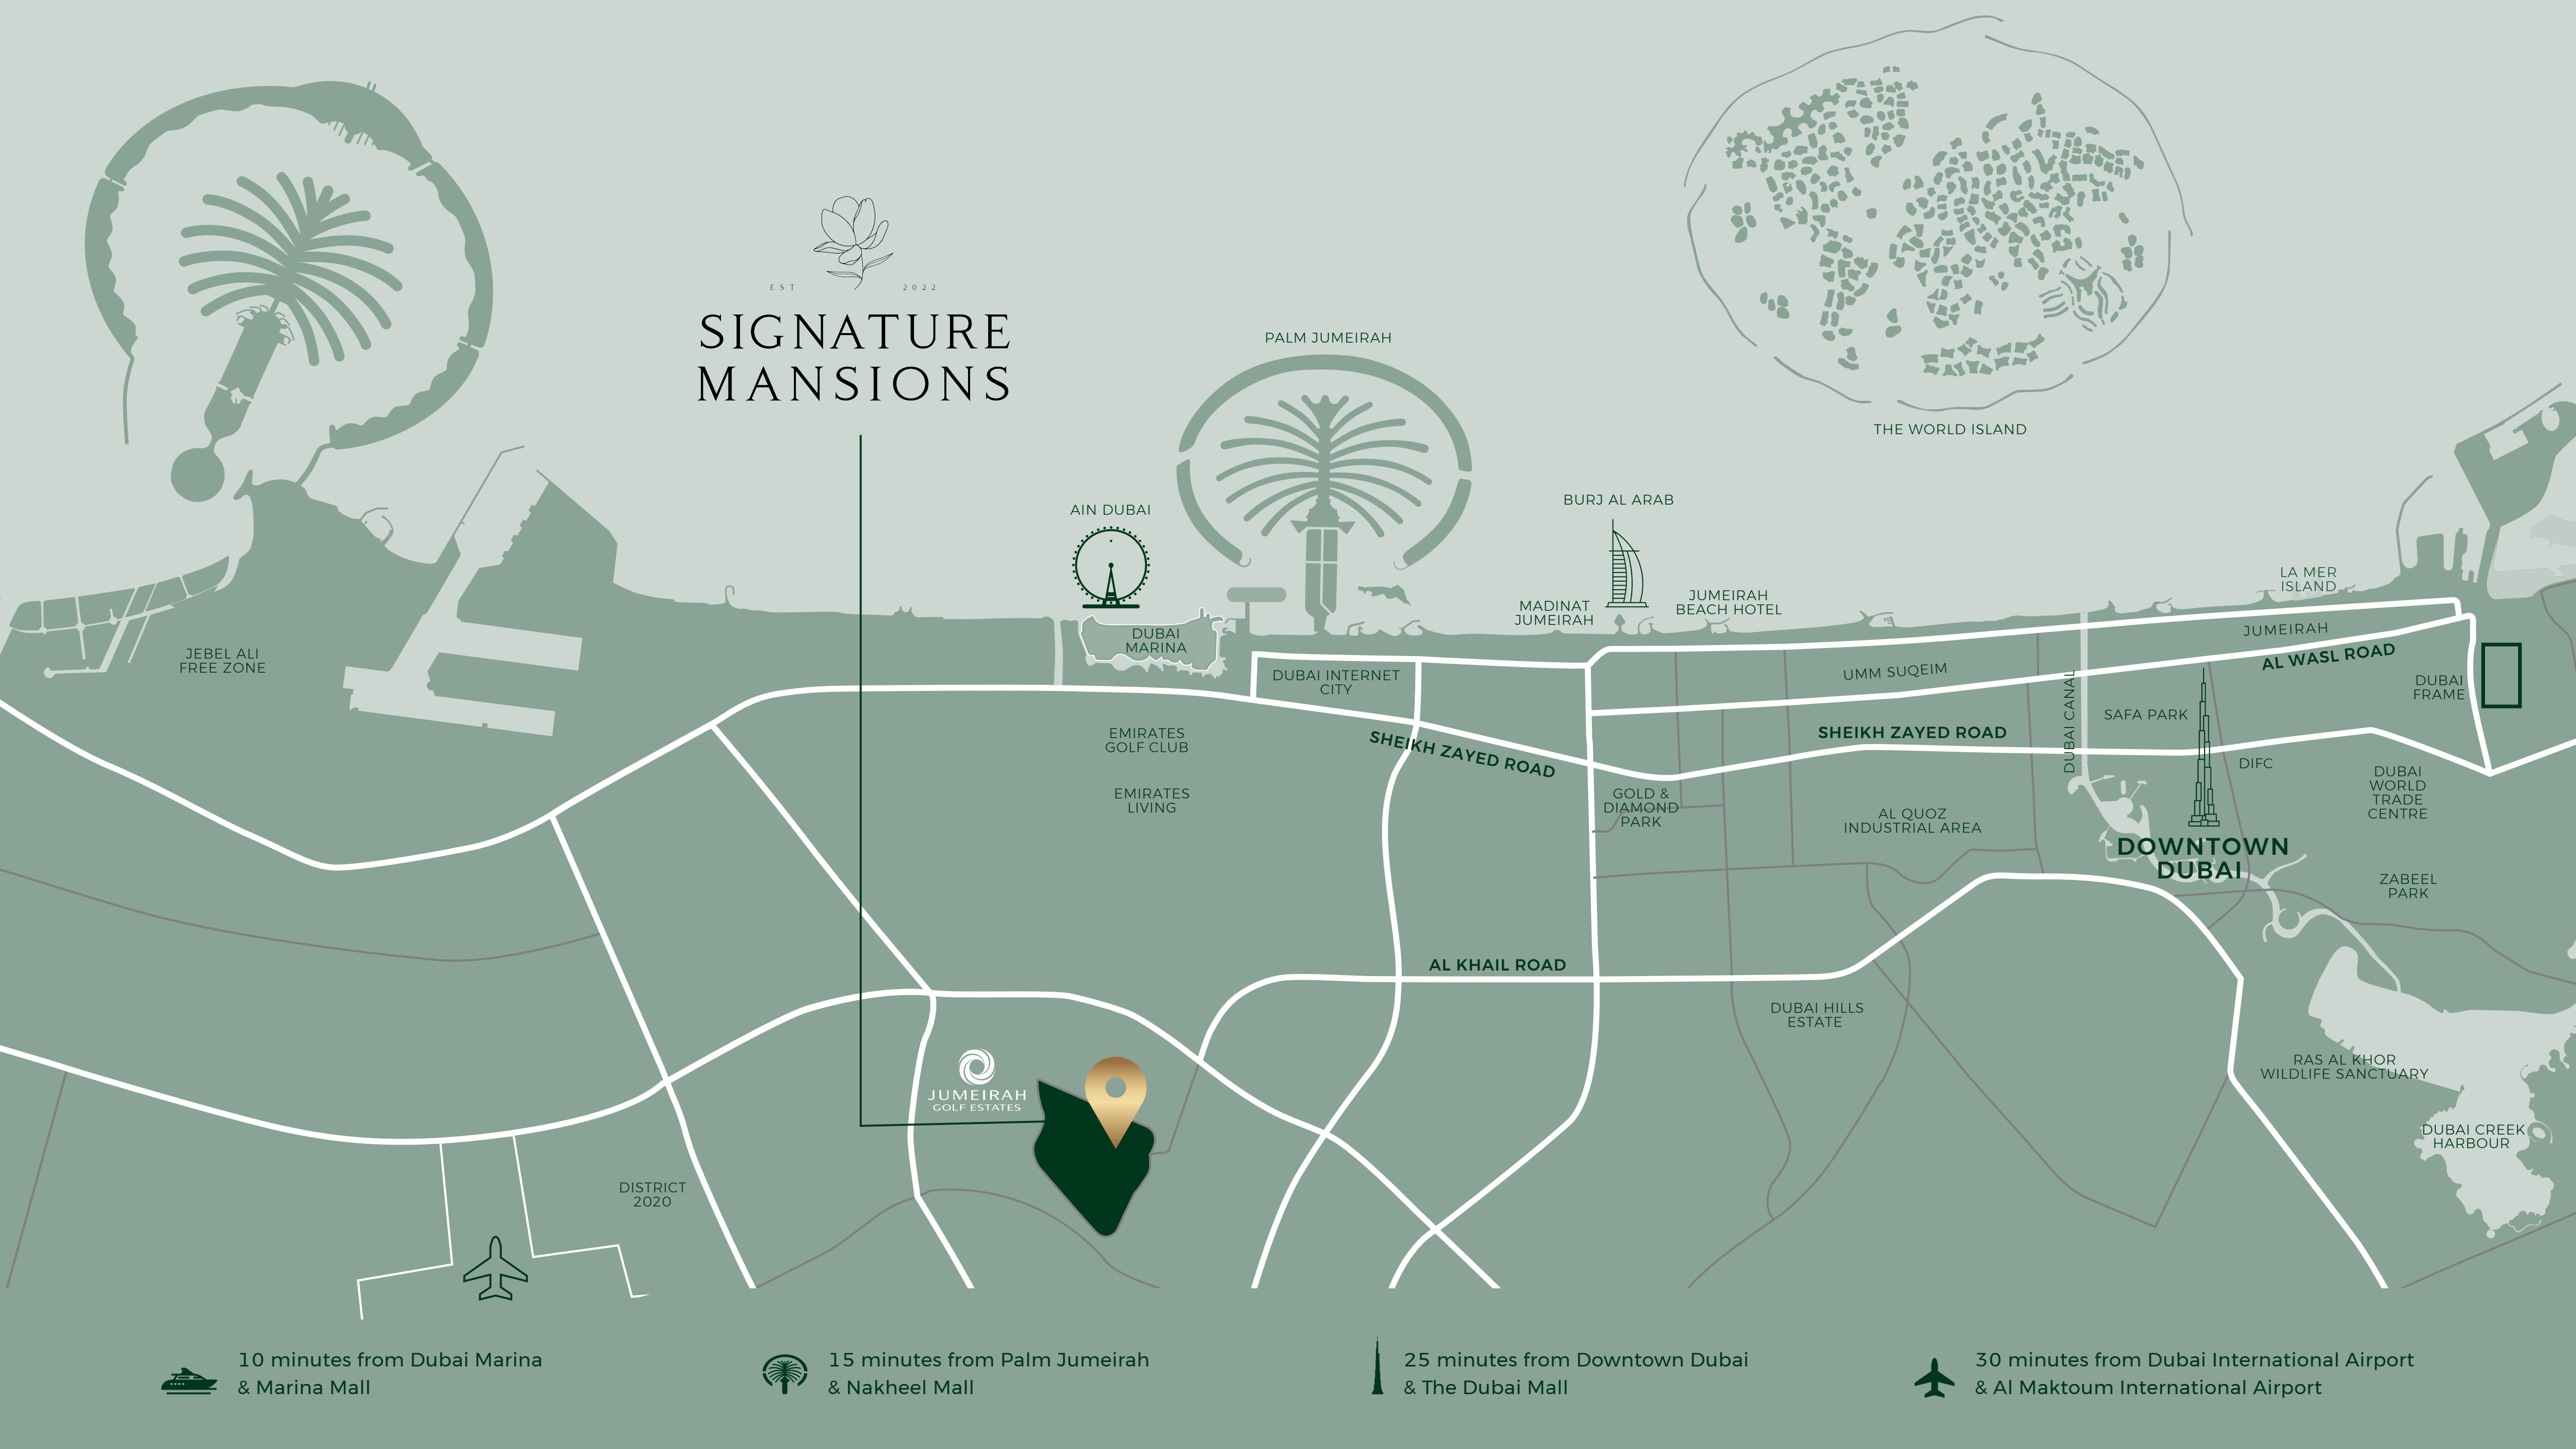 EST 2022
SIGNATURE
MANSIONS
PALM JUMEIRAH
THE WORLD ISLAND
AIN DUBAI
BURJ AL ARAB
MADINAT
JUMEIRAH
JUMEIRAH
BEACH HOTEL
LA MER
ISLAND
JEBEL ALI
FREE ZONE
DUBAI
MARINA
DUBAI INTERNET
CITY
UMM SUQEIM
JUMEIRAH
AL WASL ROAD
DUBAI
FRAME
DUBAI CANAL
SAFA PARK
EMIRATES
GOLF CLUB
SHEIKH ZAYED ROAD
SHEIKH ZAYED ROAD
DIFC
EMIRATES
LIVING
GOLD &
DIAMOND
PARK
AL QUOZ
INDUSTRIAL AREA
DUBAI
WORLD
TRADE
CENTRE
DOWNTOWN
DUBAI
ZABEEL
PARK
AL KHAIL ROAD
DUBAI HILLS
ESTATE
JUMEIRAH
GOLF ESTATES
RAS AL KHOR
WILDLIFE SANCTUARY
DUBAI CREEK
HARBOUR
DISTRICT
2020
10 minutes from Dubai Marina
& Marina Mall
15 minutes from Palm Jumeirah
& Nakheel Mall
25 minutes from Downtown Dubai
& The Dubai Mall
30 minutes from Dubai International Airport
& Al Maktoum International Airport